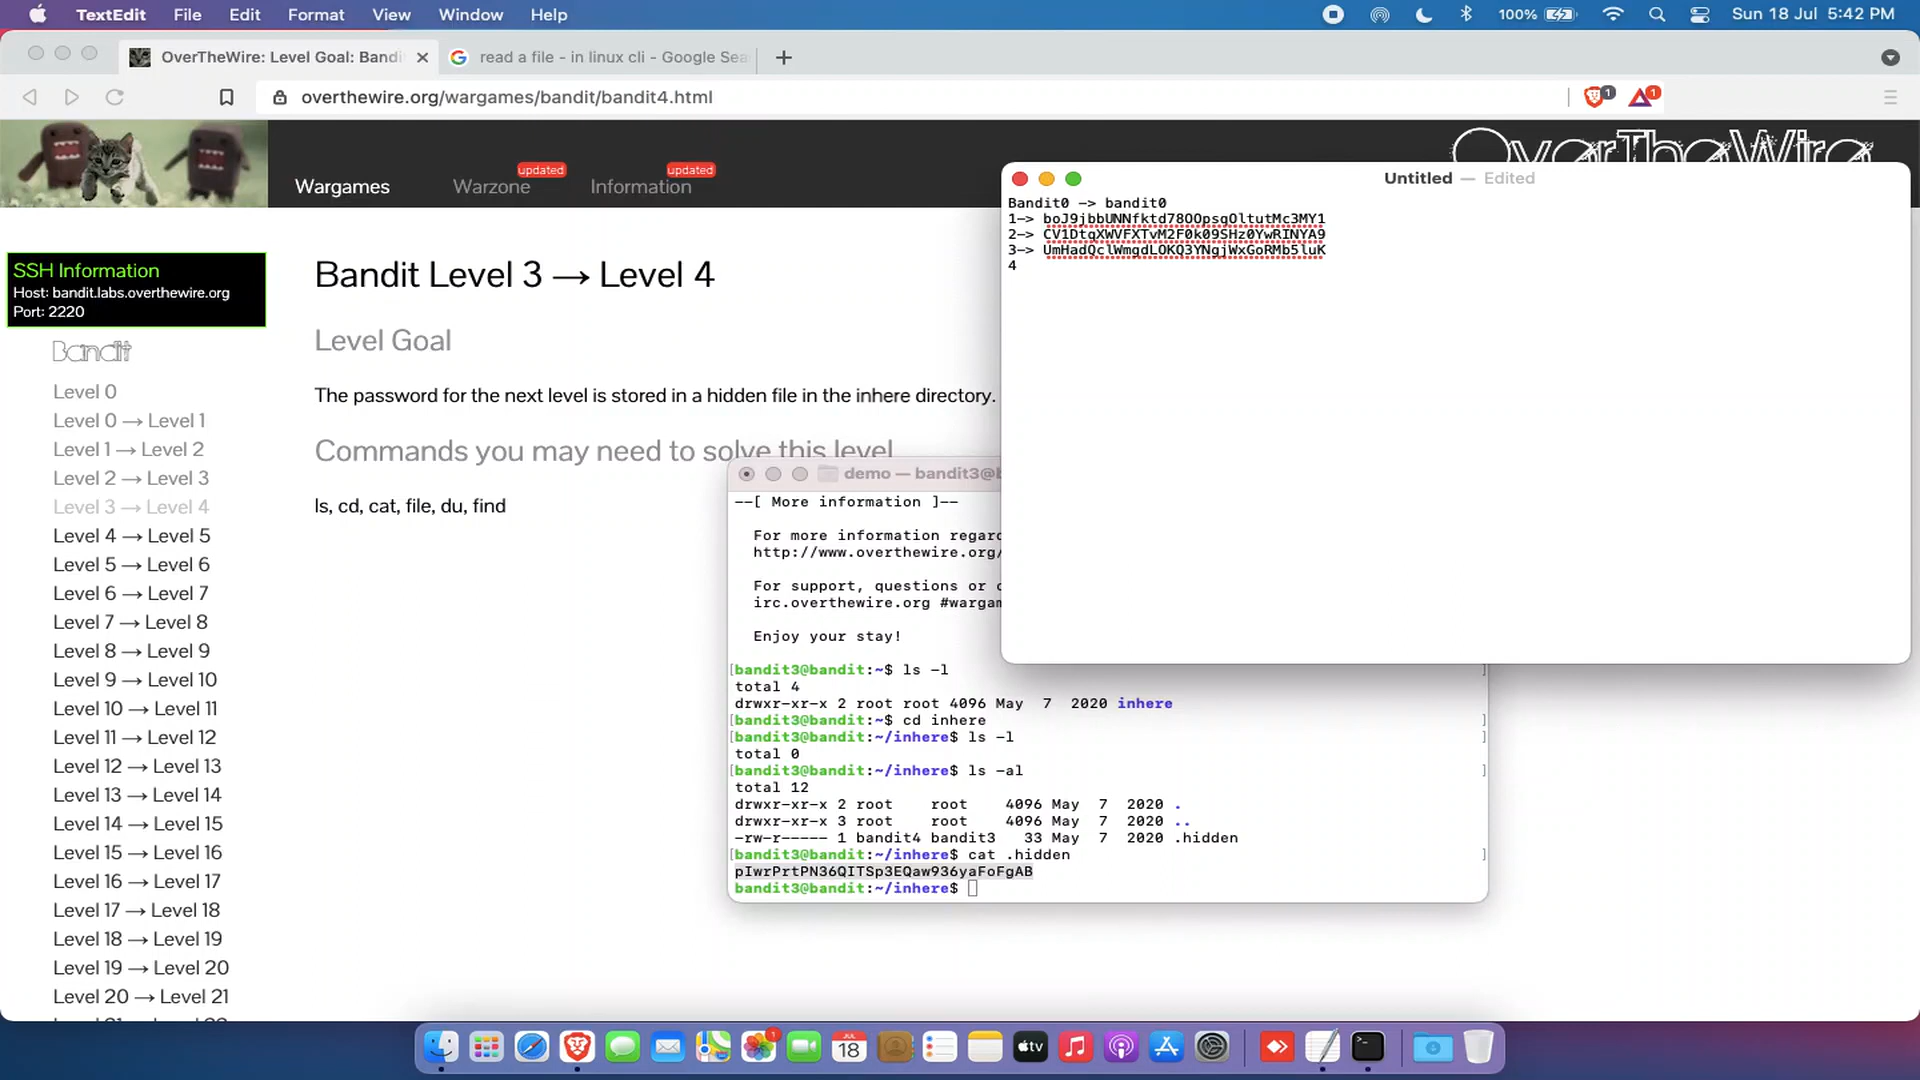 TextEdit File Edit Format View Window Help
100% Sun 18 Jul 5:42 PM
OverTheWire: Level Goal: Bandi
read a file - in linux cli - Google Sea
overthewire.org/wargames/bandit/bandit4.html
1
1
OverTheWire
updated
updated
Wargames
Warzone
Information
SSH Information
Host: bandit.labs.overthewire.org
Port: 2220
Bandit
Level 0
Level 0 → Level 1
Level 1 → Level 2
Level 2 → Level 3
Level 3 → Level 4
Level 4 → Level 5
Level 5 → Level 6
Level 6 → Level 7
Level 7 → Level 8
Level 8 → Level 9
Level 9 → Level 10
Level 10 → Level 11
Level 11 → Level 12
Level 12 → Level 13
Level 13 → Level 14
Level 14 → Level 15
Level 15 → Level 16
Level 16 → Level 17
Level 17 → Level 18
Level 18 → Level 19
Level 19 → Level 20
Level 20 → Level 21
Bandit Level 3 → Level 4
Level Goal
The password for the next level is stored in a hidden file in the inhere directory.
Commands you may need to solve this level
ls, cd, cat, file, du, find
Untitled — Edited
Bandit0 -> bandit0
1-> boJ9jbbUNNfktd78OOpsqOltutMc3MY1
2-> CV1DtqXWVFXTvM2F0k09SHz0YwRINYA9
3-> UmHadQclWmgdLOKQ3YNgjWxGoRMb5luK
4
demo — bandit3@b
--[ More information ]--
For more information regard
http://www.overthewire.org/
For support, questions or c
irc.overthewire.org #wargam
Enjoy your stay!
[bandit3@bandit:~$ ls -l ]
total 4
drwxr-xr-x 2 root root 4096 May 7 2020 inhere
[bandit3@bandit:~$ cd inhere ]
[bandit3@bandit:~/inhere$ ls -l ]
total 0
[bandit3@bandit:~/inhere$ ls -al ]
total 12
drwxr-xr-x 2 root root 4096 May 7 2020 .
drwxr-xr-x 3 root root 4096 May 7 2020 ..
-rw-r----- 1 bandit4 bandit3 33 May 7 2020 .hidden
[bandit3@bandit:~/inhere$ cat .hidden ]
pIwrPrtPN36QITSp3EQaw936yaFoFgAB
bandit3@bandit:~/inhere$
1
JUL
18
tv